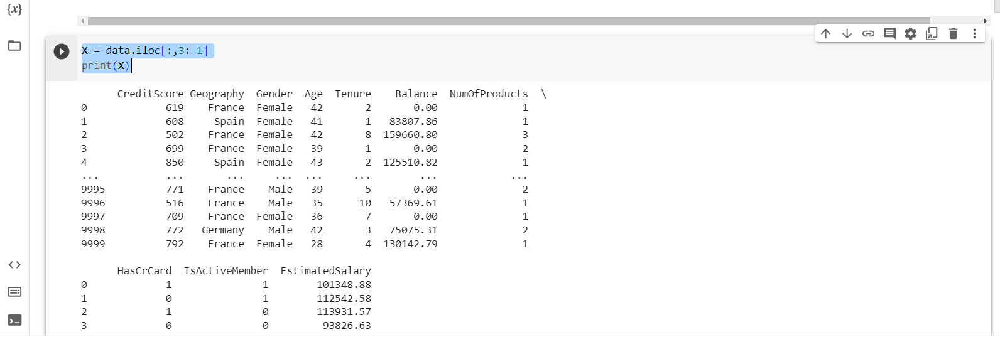 {x}
X = data.iloc[:,3:-1]
print(X)
CreditScore Geography Gender Age Tenure Balance NumOfProducts \
0 619 France Female 42 2 0.00 1
1 608 Spain Female 41 1 83807.86 1
2 502 France Female 42 8 159660.80 3
3 699 France Female 39 1 0.00 2
4 850 Spain Female 43 2 125510.82 1
... ... ... ... ... ... ... ...
9995 771 France Male 39 5 0.00 2
9996 516 France Male 35 10 57369.61 1
9997 709 France Female 36 7 0.00 1
9998 772 Germany Male 42 3 75075.31 2
9999 792 France Female 28 4 130142.79 1
HasCrCard IsActiveMember EstimatedSalary
0 1 1 101348.88
1 0 1 112542.58
2 1 0 113931.57
3 0 0 93826.63